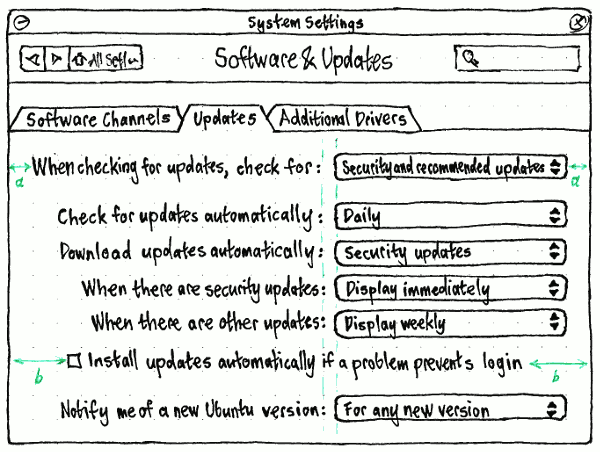 System Settings
All Settin
Software & Updates
Software Channels Updates Additional Drivers
When checking for updates, check for: Security and recommended updates
a a
Check for updates automatically: Daily
Download updates automatically: Security updates
When there are security updates: Display immediately
When there are other updates: Display weekly
Install updates automatically if a problem prevents login
b b
Notify me of a new Ubuntu version: For any new version